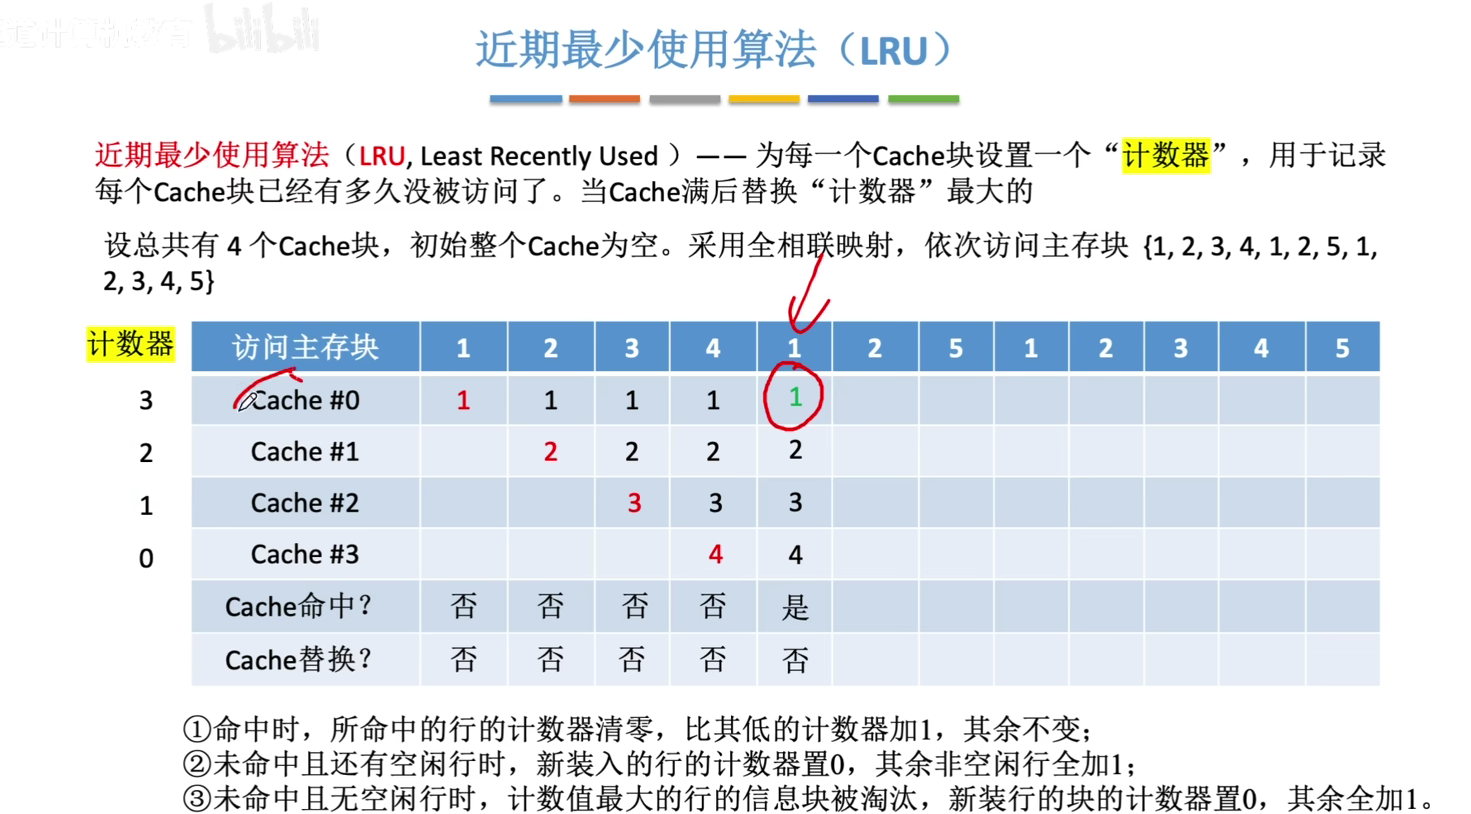 bilibili
近期最少使用算法（LRU）
近期最少使用算法（LRU, Least Recently Used ）—— 为每一个Cache块设置一个“计数器”，用于记录
每个Cache块已经有多久没被访问了。当Cache满后替换“计数器”最大的
设总共有 4 个Cache块，初始整个Cache为空。采用全相联映射，依次访问主存块 {1, 2, 3, 4, 1, 2, 5, 1,
2, 3, 4, 5}
计数器 访问主存块 1 2 3 4 1 2 5 1 2 3 4 5
3 Cache #0 1 1 1 1 1
2 Cache #1 2 2 2 2
1 Cache #2 3 3 3
0 Cache #3 4 4
Cache命中？ 否 否 否 否 是
Cache替换？ 否 否 否 否 否
①命中时，所命中的行的计数器清零，比其低的计数器加1，其余不变；
②未命中且还有空闲行时，新装入的行的计数器置0，其余非空闲行全加1；
③未命中且无空闲行时，计数值最大的行的信息块被淘汰，新装行的块的计数器置0，其余全加1。